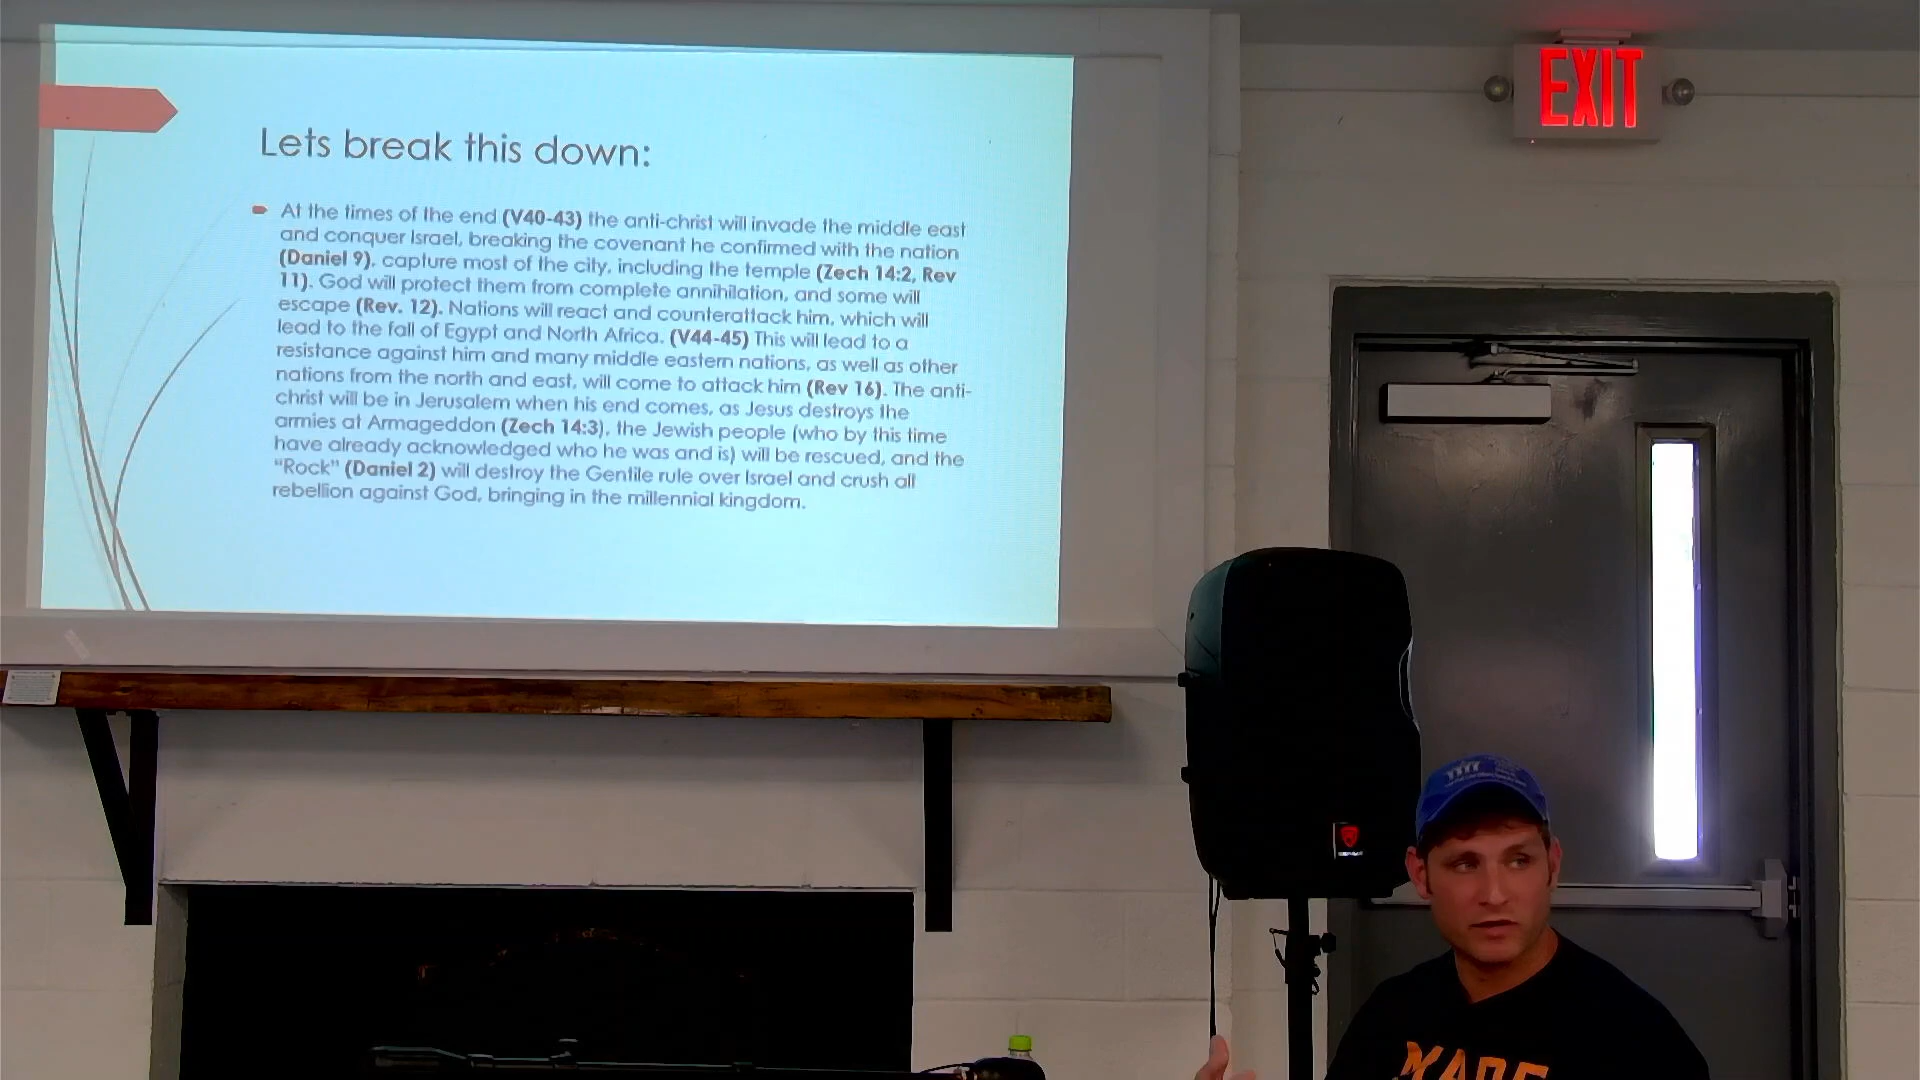 Lets break this down:
At the times of the end (V40-43) the anti-christ will invade the middle east
and conquer Israel, breaking the covenant he confirmed with the nation
(Daniel 9), capture most of the city, including the temple (Zech 14:2, Rev
11). God will protect them from complete annihilation, and some will
escape (Rev. 12). Nations will react and counterattack him, which will
lead to the fall of Egypt and North Africa. (V44-45) This will lead to a
resistance against him and many middle eastern nations, as well as other
nations from the north and east, will come to attack him (Rev 16). The anti-
christ will be in Jerusalem when his end comes, as Jesus destroys the
armies at Armageddon (Zech 14:3), the Jewish people (who by this time
have already acknowledged who he was and is) will be rescued, and the
"Rock" (Daniel 2) will destroy the Gentile rule over Israel and crush all
rebellion against God, bringing in the millennial kingdom.
EXIT